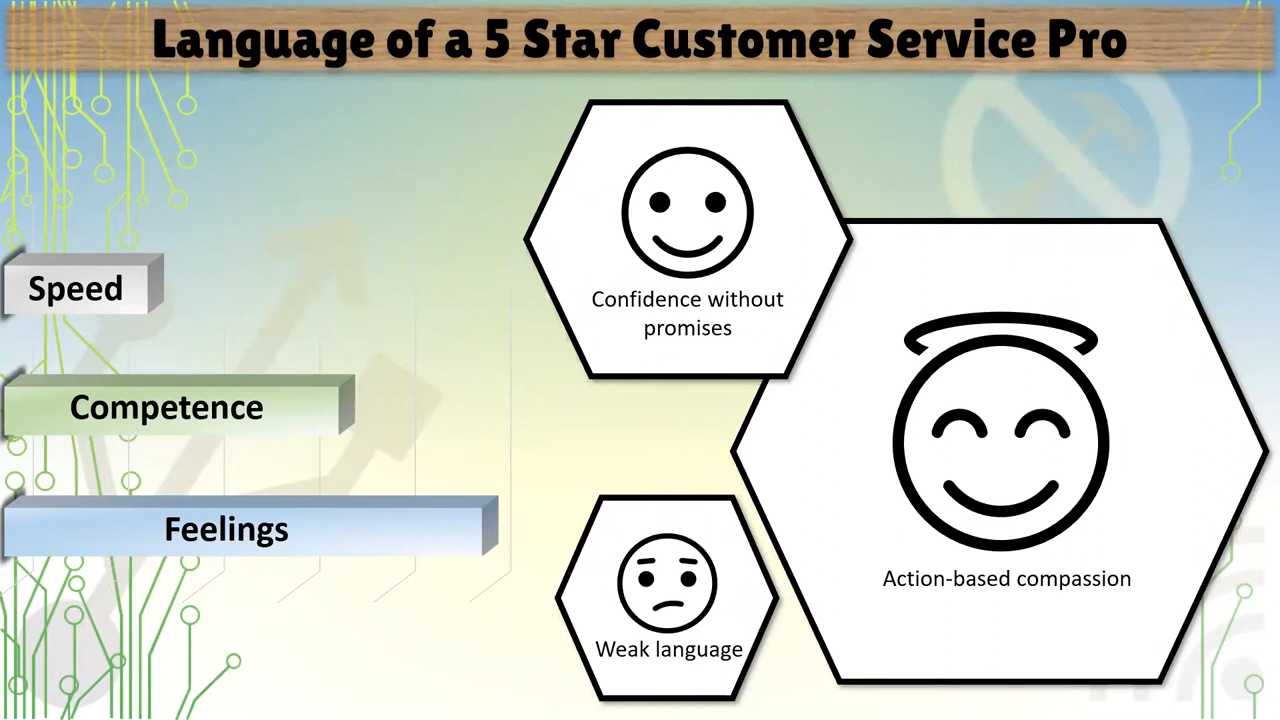 Language of a 5 Star Customer Service Pro
Speed
Competence
Feelings
Confidence without
promises
Action-based compassion
Weak language